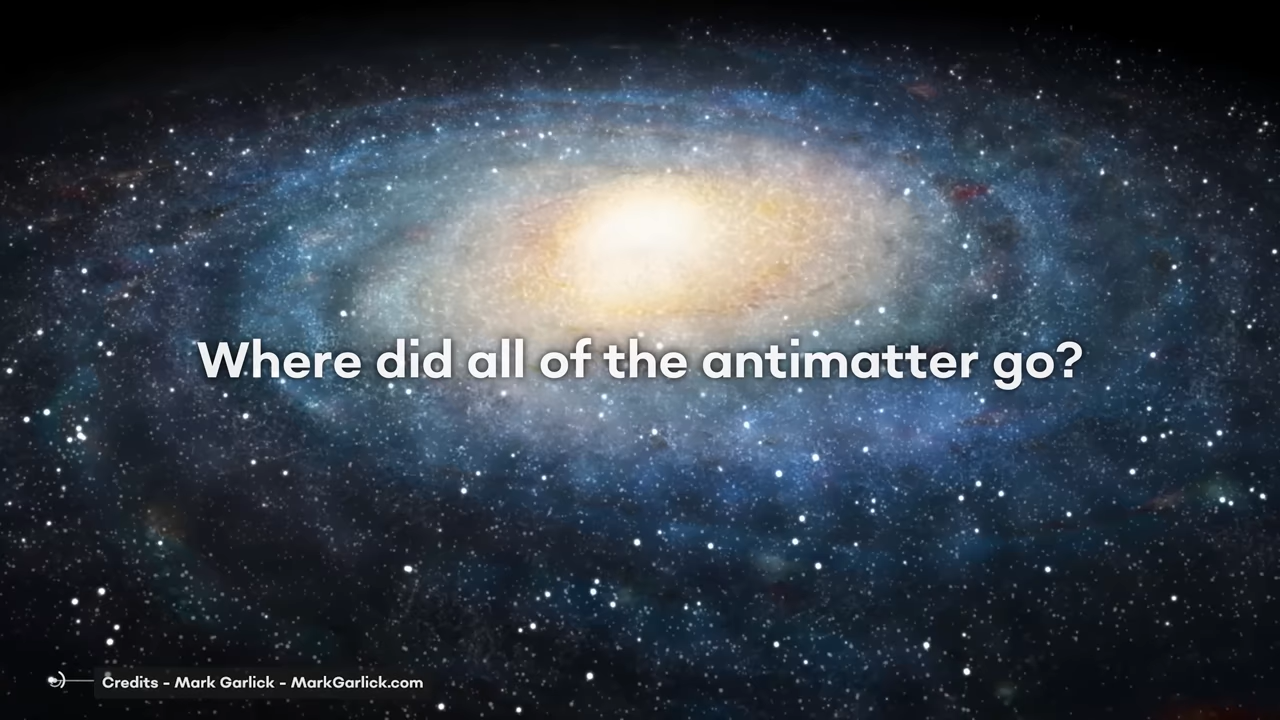 Where did all of the antimatter go?
Credits - Mark Garlick - MarkGarlick.com